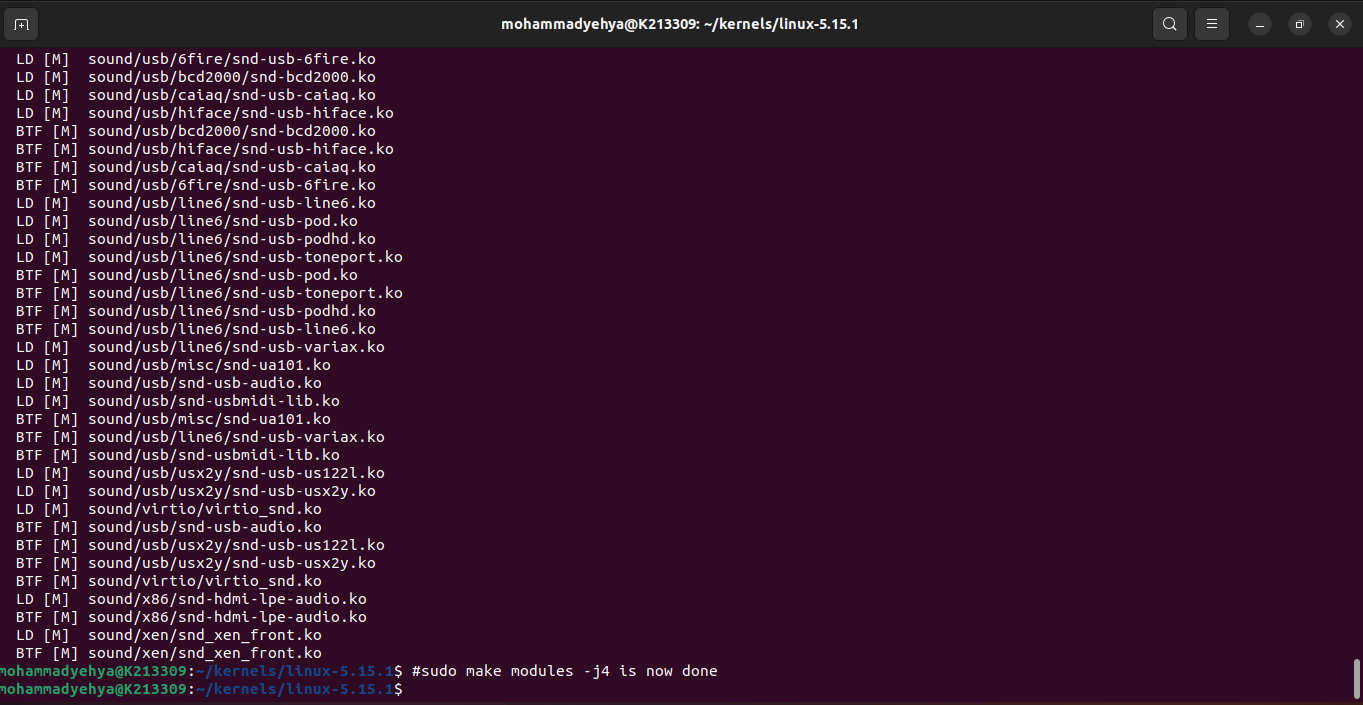 mohammadyehya@K213309: ~/kernels/linux-5.15.1
LD [M]  sound/usb/6fire/snd-usb-6fire.ko
LD [M]  sound/usb/bcd2000/snd-bcd2000.ko
LD [M]  sound/usb/caiaq/snd-usb-caiaq.ko
LD [M]  sound/usb/hiface/snd-usb-hiface.ko
BTF [M] sound/usb/bcd2000/snd-bcd2000.ko
BTF [M] sound/usb/hiface/snd-usb-hiface.ko
BTF [M] sound/usb/caiaq/snd-usb-caiaq.ko
BTF [M] sound/usb/6fire/snd-usb-6fire.ko
LD [M]  sound/usb/line6/snd-usb-line6.ko
LD [M]  sound/usb/line6/snd-usb-pod.ko
LD [M]  sound/usb/line6/snd-usb-podhd.ko
LD [M]  sound/usb/line6/snd-usb-toneport.ko
BTF [M] sound/usb/line6/snd-usb-pod.ko
BTF [M] sound/usb/line6/snd-usb-toneport.ko
BTF [M] sound/usb/line6/snd-usb-podhd.ko
BTF [M] sound/usb/line6/snd-usb-line6.ko
LD [M]  sound/usb/line6/snd-usb-variax.ko
LD [M]  sound/usb/misc/snd-ua101.ko
LD [M]  sound/usb/snd-usb-audio.ko
LD [M]  sound/usb/snd-usbmidi-lib.ko
BTF [M] sound/usb/misc/snd-ua101.ko
BTF [M] sound/usb/line6/snd-usb-variax.ko
BTF [M] sound/usb/snd-usbmidi-lib.ko
LD [M]  sound/usb/usx2y/snd-usb-us122l.ko
LD [M]  sound/usb/usx2y/snd-usb-usx2y.ko
LD [M]  sound/virtio/virtio_snd.ko
BTF [M] sound/usb/snd-usb-audio.ko
BTF [M] sound/usb/usx2y/snd-usb-us122l.ko
BTF [M] sound/usb/usx2y/snd-usb-usx2y.ko
BTF [M] sound/virtio/virtio_snd.ko
LD [M]  sound/x86/snd-hdmi-lpe-audio.ko
BTF [M] sound/x86/snd-hdmi-lpe-audio.ko
LD [M]  sound/xen/snd_xen_front.ko
BTF [M] sound/xen/snd_xen_front.ko
mohammadyehya@K213309:~/kernels/linux-5.15.1$ #sudo make modules -j4 is now done
mohammadyehya@K213309:~/kernels/linux-5.15.1$